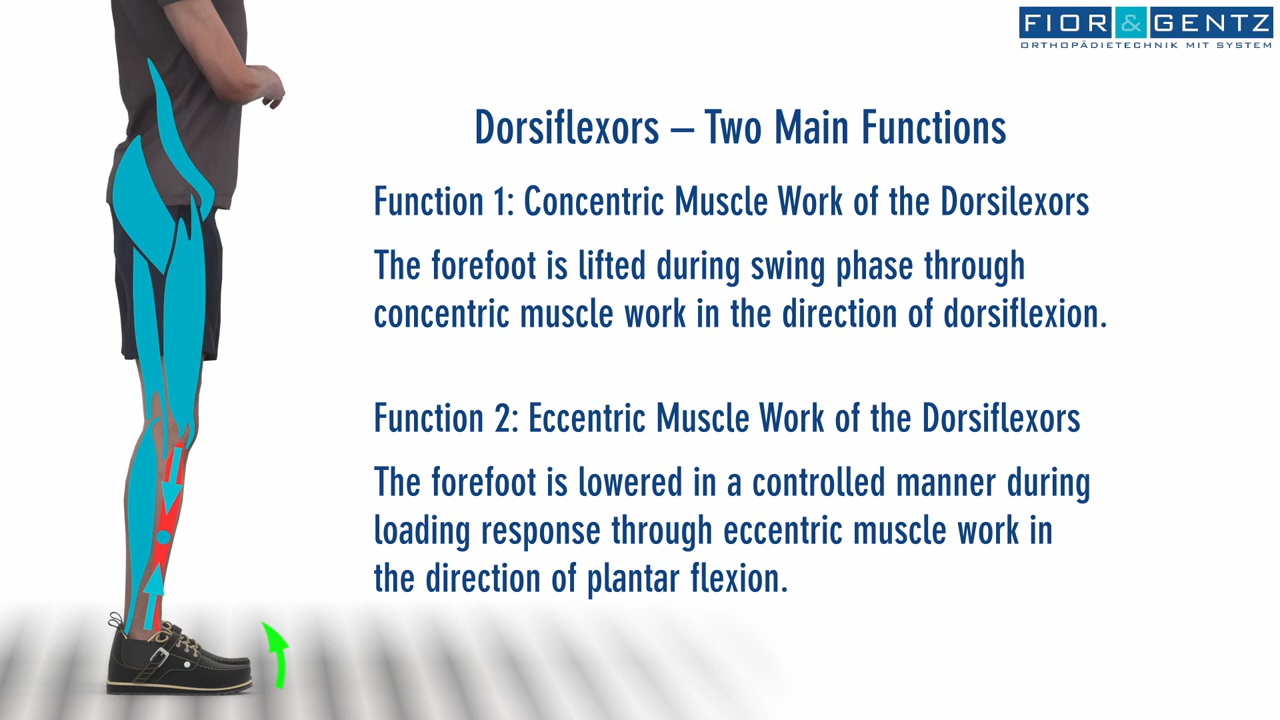 FIOR & GENTZ
ORTHOPÄDIETECHNIK MIT SYSTEM
Dorsiflexors – Two Main Functions
Function 1: Concentric Muscle Work of the Dorsilexors
The forefoot is lifted during swing phase through
concentric muscle work in the direction of dorsiflexion.
Function 2: Eccentric Muscle Work of the Dorsiflexors
The forefoot is lowered in a controlled manner during
loading response through eccentric muscle work in
the direction of plantar flexion.